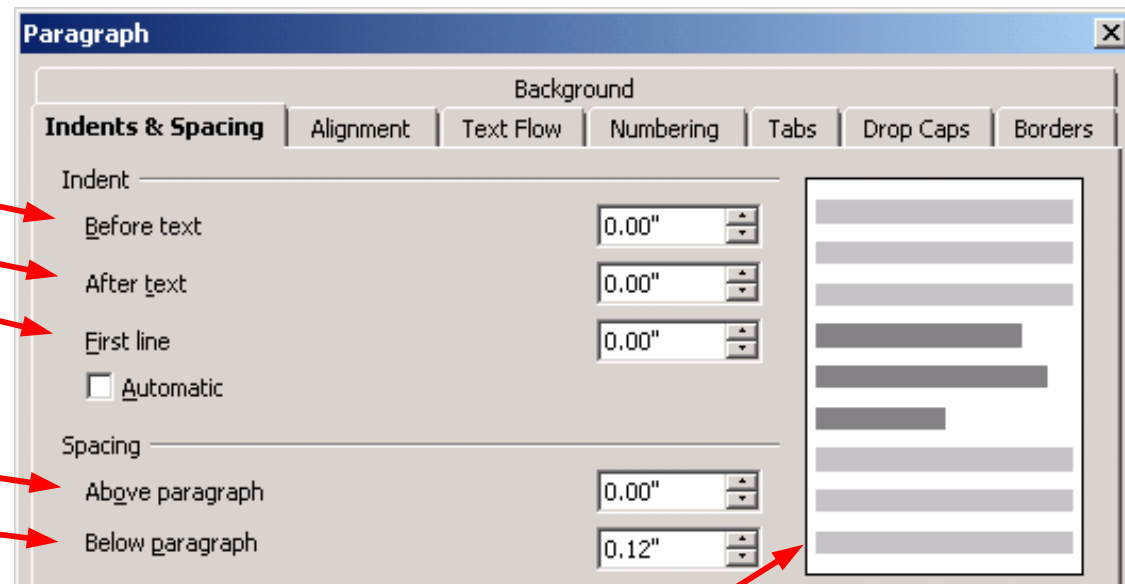 Paragraph
Background
Indents & Spacing Alignment Text Flow Numbering Tabs Drop Caps Borders
Indent
Before text 0.00"
After text 0.00"
First line 0.00"
Automatic
Spacing
Above paragraph 0.00"
Below paragraph 0.12"